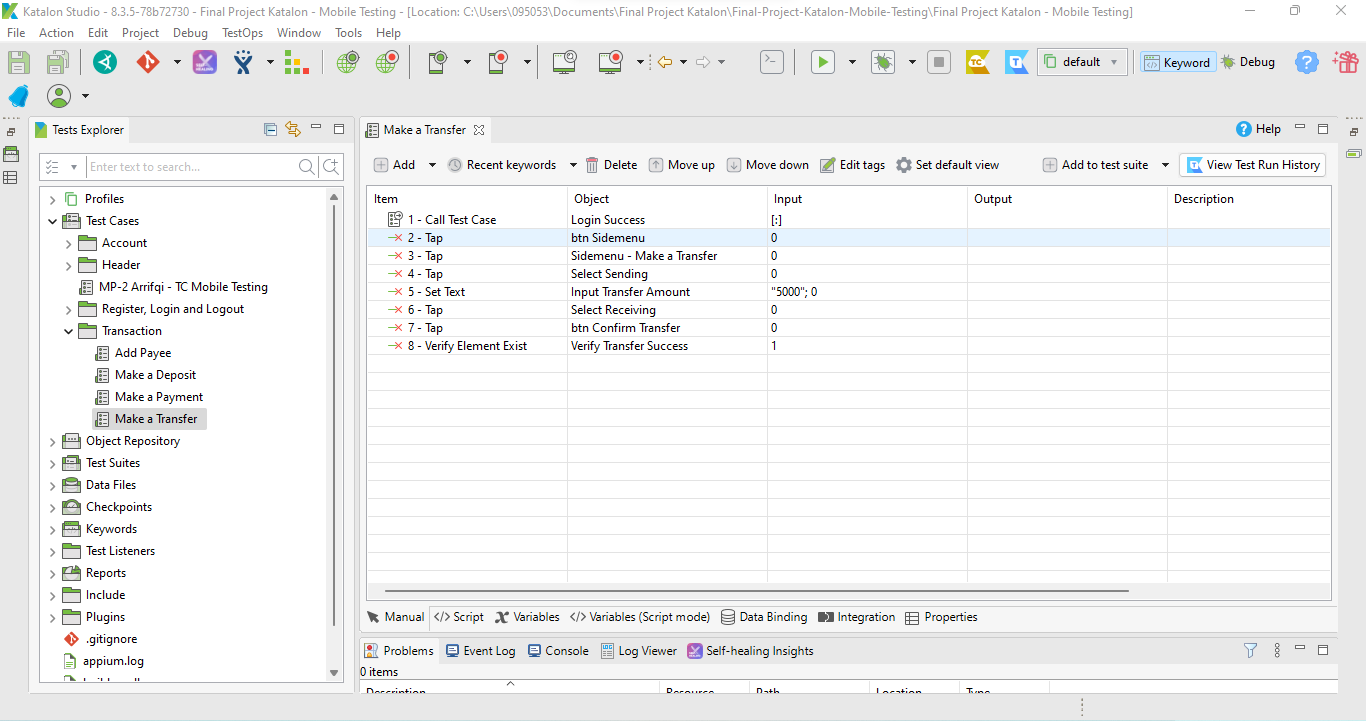 Katalon Studio - 8.3.5-78b72730 - Final Project Katalon - Mobile Testing - [Location: C:\Users\095053\Documents\Final Project Katalon\Final-Project-Katalon-Mobile-Testing\Final Project Katalon - Mobile Testing]
File Action Edit Project Debug TestOps Window Tools Help
TC T default Keyword Debug
Tests Explorer
Enter text to search...
Profiles
Test Cases
Account
Header
MP-2 Arrifqi - TC Mobile Testing
Register, Login and Logout
Transaction
Add Payee
Make a Deposit
Make a Payment
Make a Transfer
Object Repository
Test Suites
Data Files
Checkpoints
Keywords
Test Listeners
Reports
Include
Plugins
.gitignore
appium.log
Make a Transfer Help
Add Recent keywords Delete Move up Move down Edit tags Set default view Add to test suite View Test Run History
Item Object Input Output Description
1 - Call Test Case Login Success [:]
2 - Tap btn Sidemenu 0
3 - Tap Sidemenu - Make a Transfer 0
4 - Tap Select Sending 0
5 - Set Text Input Transfer Amount "5000"; 0
6 - Tap Select Receiving 0
7 - Tap btn Confirm Transfer 0
8 - Verify Element Exist Verify Transfer Success 1
Manual </> Script Variables </> Variables (Script mode) Data Binding Integration Properties
Problems Event Log Console Log Viewer Self-healing Insights
0 items
Description Resource Path Location Type